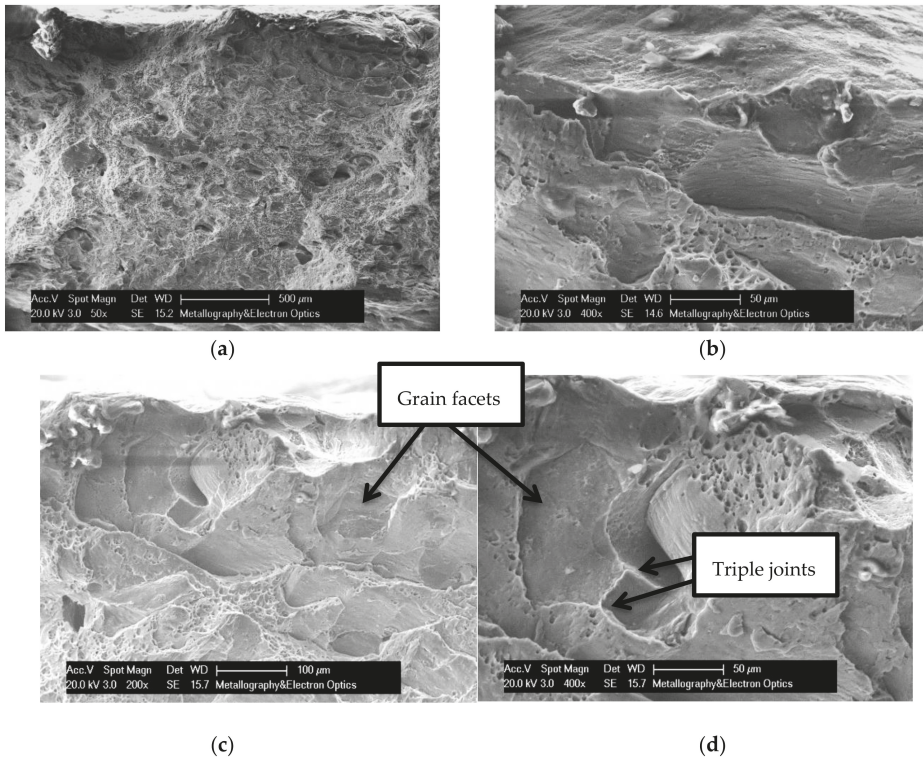 Acc.V Spot Magn Det WD 500 µm
20.0 kV 3.0 50x SE 15.2 Metallography&Electron Optics
Acc.V Spot Magn Det WD 50 µm
20.0 kV 3.0 400x SE 14.6 Metallography&Electron Optics
(a)
(b)
Grain facets
Triple joints
Acc.V Spot Magn Det WD 100 µm
20.0 kV 3.0 200x SE 15.7 Metallography&Electron Optics
Acc.V Spot Magn Det WD 50 µm
20.0 kV 3.0 400x SE 15.7 Metallography&Electron Optics
(c)
(d)